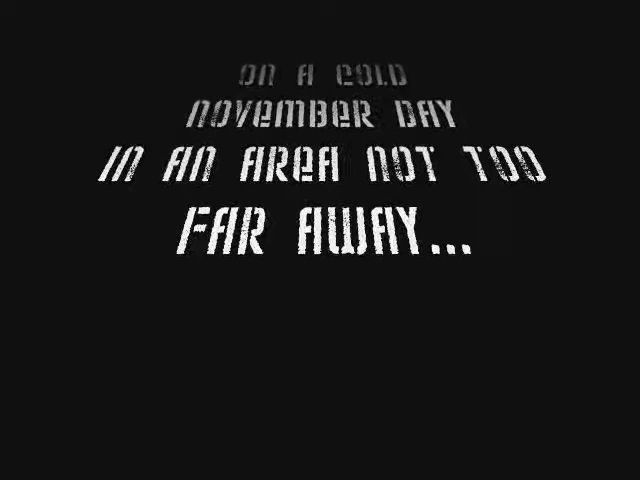 ON A COLD
NOVEMBER DAY
IN AN AREA NOT TOO
FAR AWAY...